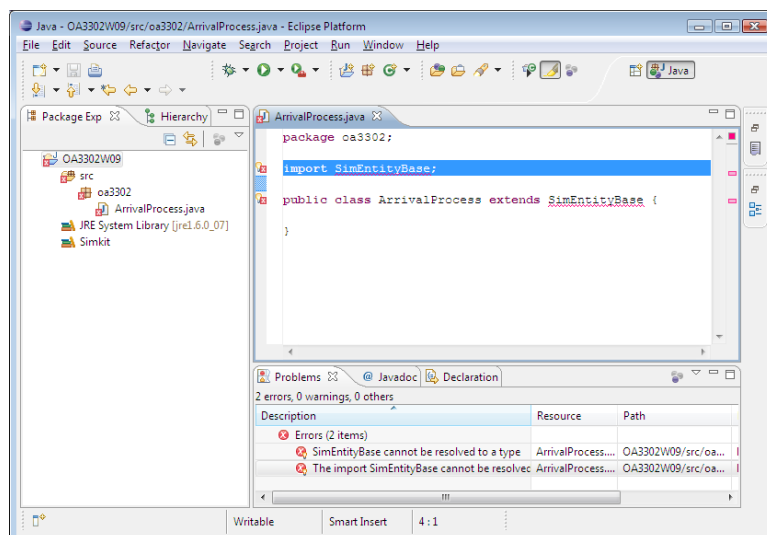 Java - OA3302W09/src/oa3302/ArrivalProcess.java - Eclipse Platform
File Edit Source Refactor Navigate Search Project Run Window Help
Java
Package Exp Hierarchy
OA3302W09
src
oa3302
ArrivalProcess.java
JRE System Library [jre1.6.0_07]
Simkit
ArrivalProcess.java
package oa3302;
import SimEntityBase;
public class ArrivalProcess extends SimEntityBase {
}
Problems @ Javadoc Declaration
2 errors, 0 warnings, 0 others
Description Resource Path
Errors (2 items)
SimEntityBase cannot be resolved to a type ArrivalProcess.... OA3302W09/src/oa...
The import SimEntityBase cannot be resolved ArrivalProcess.... OA3302W09/src/oa...
Writable Smart Insert 4 : 1